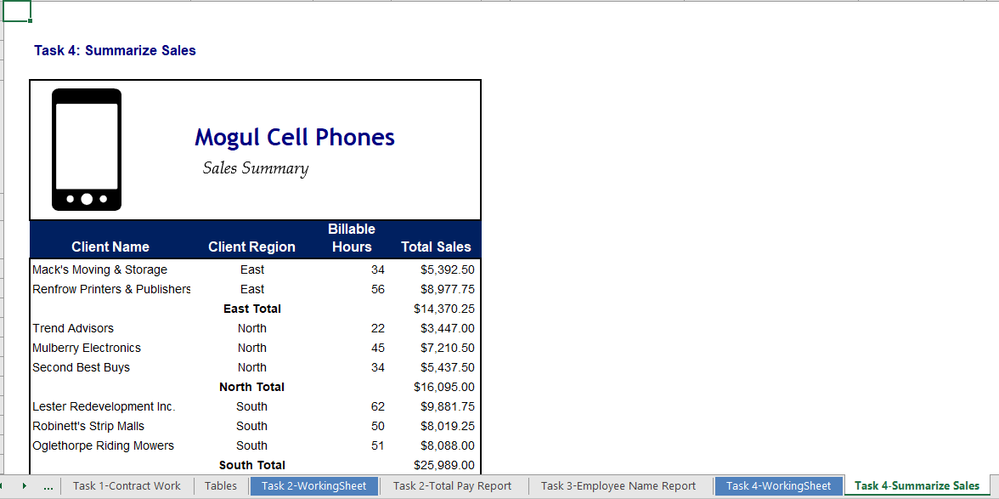 Task 4: Summarize Sales
Mogul Cell Phones
Sales Summary
Client Name Client Region Billable Hours Total Sales
Mack's Moving & Storage East 34 $5,392.50
Renfrow Printers & Publishers East 56 $8,977.75
East Total $14,370.25
Trend Advisors North 22 $3,447.00
Mulberry Electronics North 45 $7,210.50
Second Best Buys North 34 $5,437.50
North Total $16,095.00
Lester Redevelopment Inc. South 62 $9,881.75
Robinett's Strip Malls South 50 $8,019.25
Oglethorpe Riding Mowers South 51 $8,088.00
South Total $25,989.00
... Task 1-Contract Work Tables Task 2-WorkingSheet Task 2-Total Pay Report Task 3-Employee Name Report Task 4-WorkingSheet Task 4-Summarize Sales